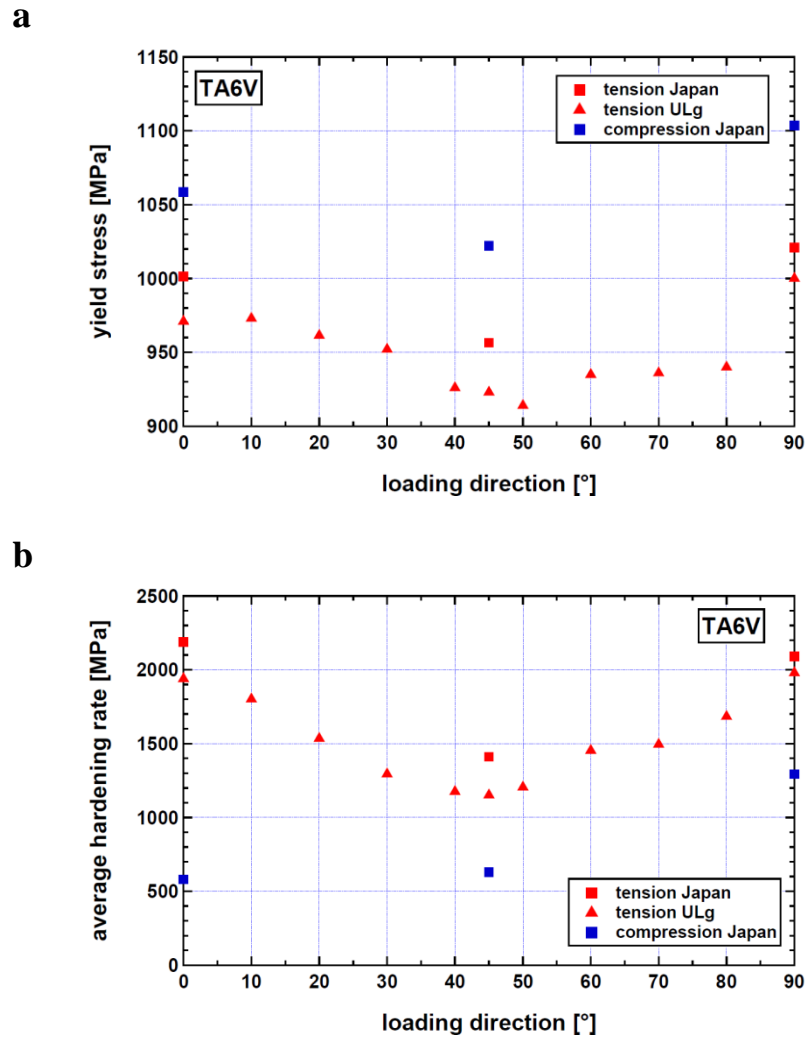 a
TA6V
tension Japan
tension ULg
compression Japan
yield stress [MPa]
1150
1100
1050
1000
950
900
0 10 20 30 40 50 60 70 80 90
loading direction [°]
b
TA6V
average hardening rate [MPa]
2500
2000
1500
1000
500
0
tension Japan
tension ULg
compression Japan
0 10 20 30 40 50 60 70 80 90
loading direction [°]